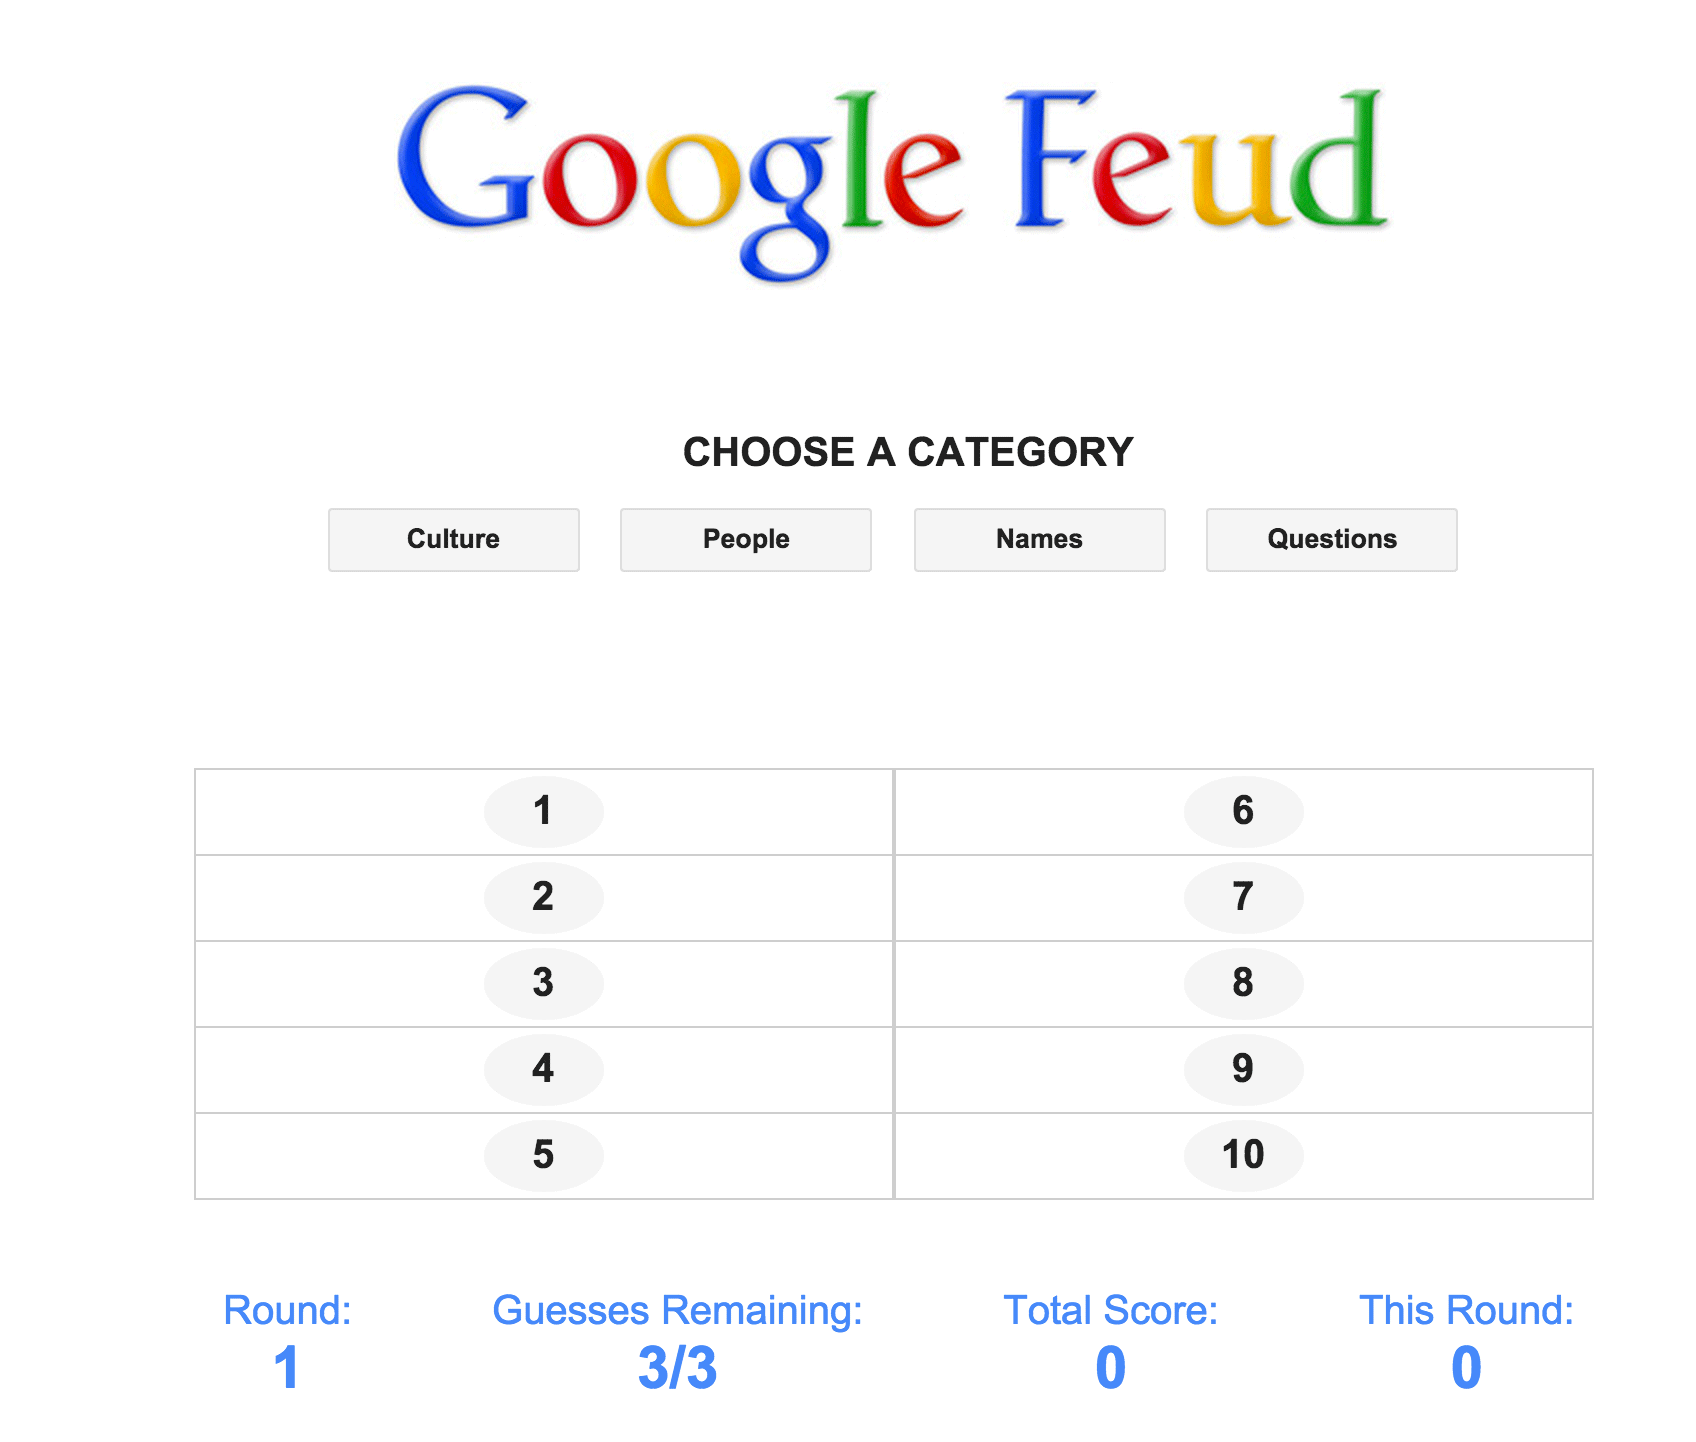 Google Feud
CHOOSE A CATEGORY
Culture People Names Questions
1 6
2 7
3 8
4 9
5 10
Round: Guesses Remaining: Total Score: This Round:
1 3/3 0 0